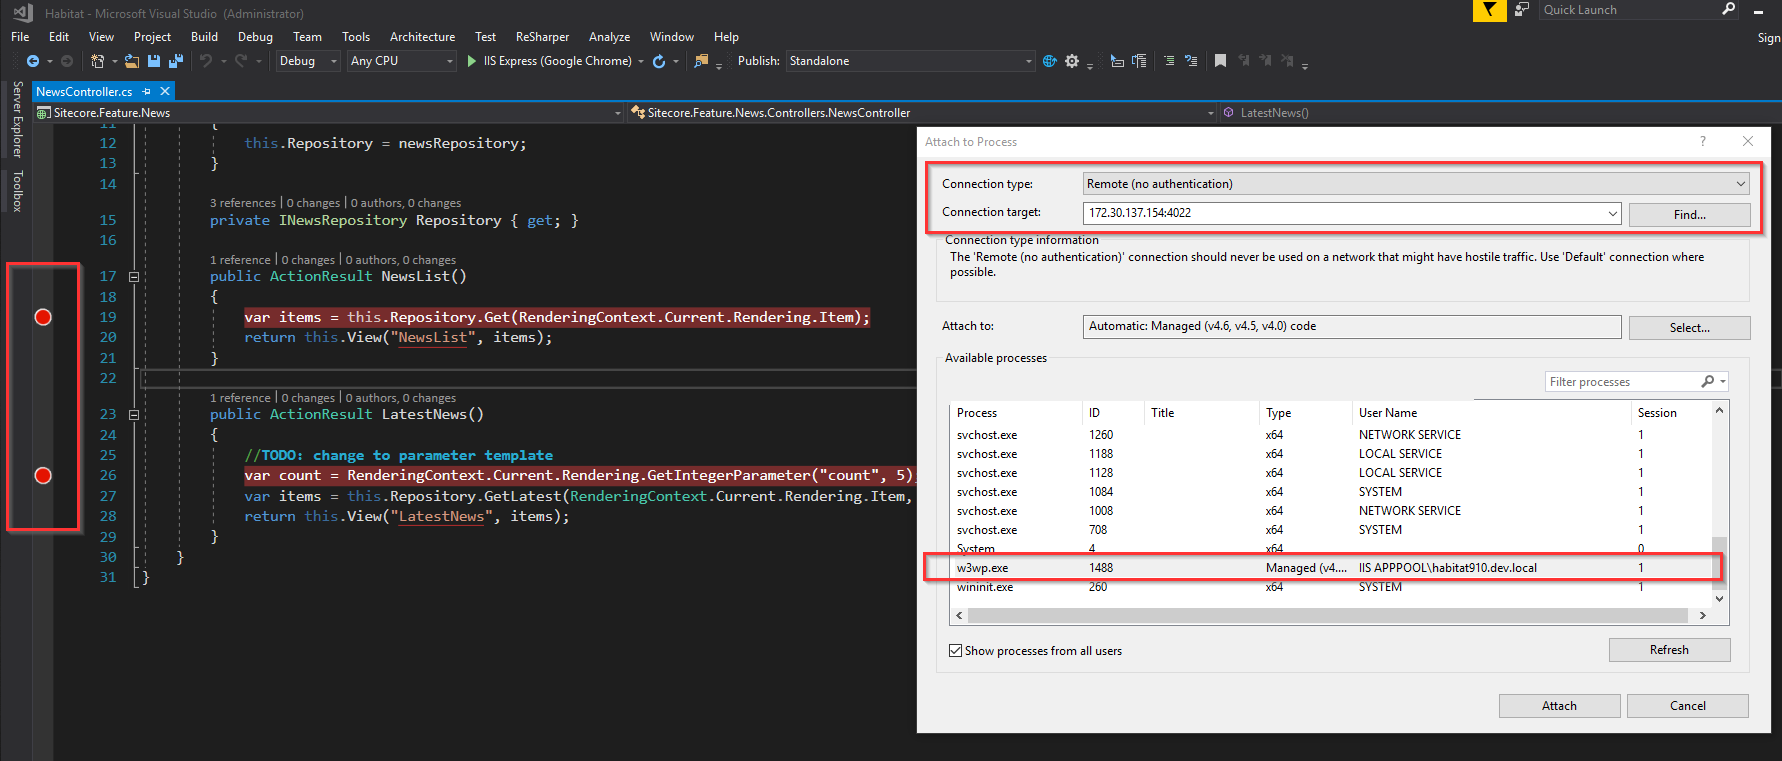 Habitat - Microsoft Visual Studio (Administrator)
Quick Launch
File Edit View Project Build Debug Team Tools Architecture Test ReSharper Analyze Window Help
Sign
Debug Any CPU IIS Express (Google Chrome) Publish: Standalone
Server Explorer
Toolbox
NewsController.cs
Sitecore.Feature.News Sitecore.Feature.News.Controllers.NewsController LatestNews()
11 {
12 this.Repository = newsRepository;
13 }
14
3 references | 0 changes | 0 authors, 0 changes
15 private INewsRepository Repository { get; }
16
1 reference | 0 changes | 0 authors, 0 changes
17 public ActionResult NewsList()
18 {
19 var items = this.Repository.Get(RenderingContext.Current.Rendering.Item);
20 return this.View("NewsList", items);
21 }
22
1 reference | 0 changes | 0 authors, 0 changes
23 public ActionResult LatestNews()
24 {
25 //TODO: change to parameter template
26 var count = RenderingContext.Current.Rendering.GetIntegerParameter("count", 5)
27 var items = this.Repository.GetLatest(RenderingContext.Current.Rendering.Item,
28 return this.View("LatestNews", items);
29 }
30 }
31 }
Attach to Process
Connection type: Remote (no authentication)
Connection target: 172.30.137.154:4022 Find...
Connection type information
The 'Remote (no authentication)' connection should never be used on a network that might have hostile traffic. Use 'Default' connection where
possible.
Attach to: Automatic: Managed (v4.6, v4.5, v4.0) code Select...
Available processes
Filter processes
Process ID Title Type User Name Session
svchost.exe 1260 x64 NETWORK SERVICE 1
svchost.exe 1188 x64 LOCAL SERVICE 1
svchost.exe 1128 x64 LOCAL SERVICE 1
svchost.exe 1084 x64 SYSTEM 1
svchost.exe 1008 x64 NETWORK SERVICE 1
svchost.exe 708 x64 SYSTEM 1
System 4 x64 0
w3wp.exe 1488 Managed (v4.... IIS APPPOOL\habitat910.dev.local 1
wininit.exe 260 x64 SYSTEM 1
Show processes from all users Refresh
Attach Cancel